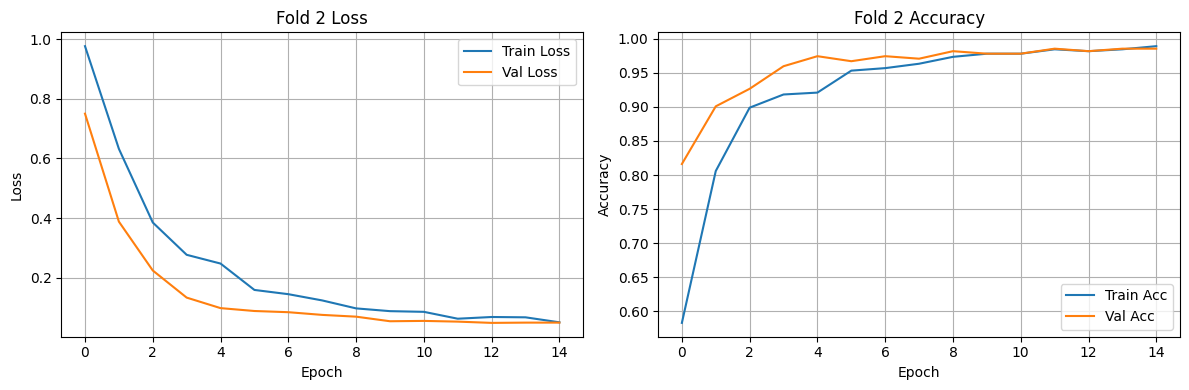 Fold 2 Loss
1.0
0.8
0.6
0.4
0.2
Loss
0 2 4 6 8 10 12 14
Epoch
Train Loss
Val Loss
Fold 2 Accuracy
1.00
0.95
0.90
0.85
0.80
0.75
0.70
0.65
0.60
Accuracy
0 2 4 6 8 10 12 14
Epoch
Train Acc
Val Acc